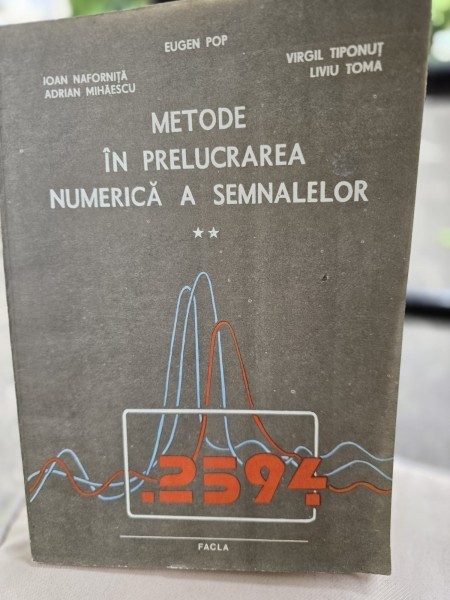 EUGEN POP
IOAN NAFORNIȚĂ
ADRIAN MIHĂESCU
VIRGIL TIPONUȚ
LIVIU TOMA
METODE
ÎN PRELUCRAREA
NUMERICĂ A SEMNALELOR
★★
.2594
FACLA